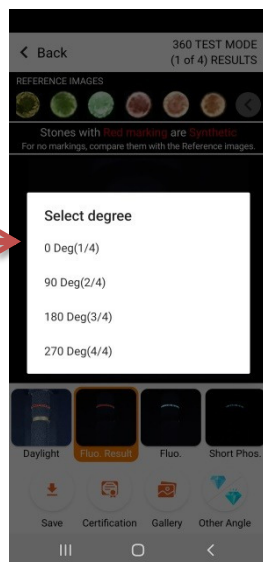 Back
360 TEST MODE
(1 of 4) RESULTS
REFERENCE IMAGES
Stones with Red marking are Synthetic
For no markings, compare them with the Reference images.
Select degree
0 Deg(1/4)
90 Deg(2/4)
180 Deg(3/4)
270 Deg(4/4)
Daylight
Fluo. Result
Fluo.
Short Phos.
Save
Certification
Gallery
Other Angle